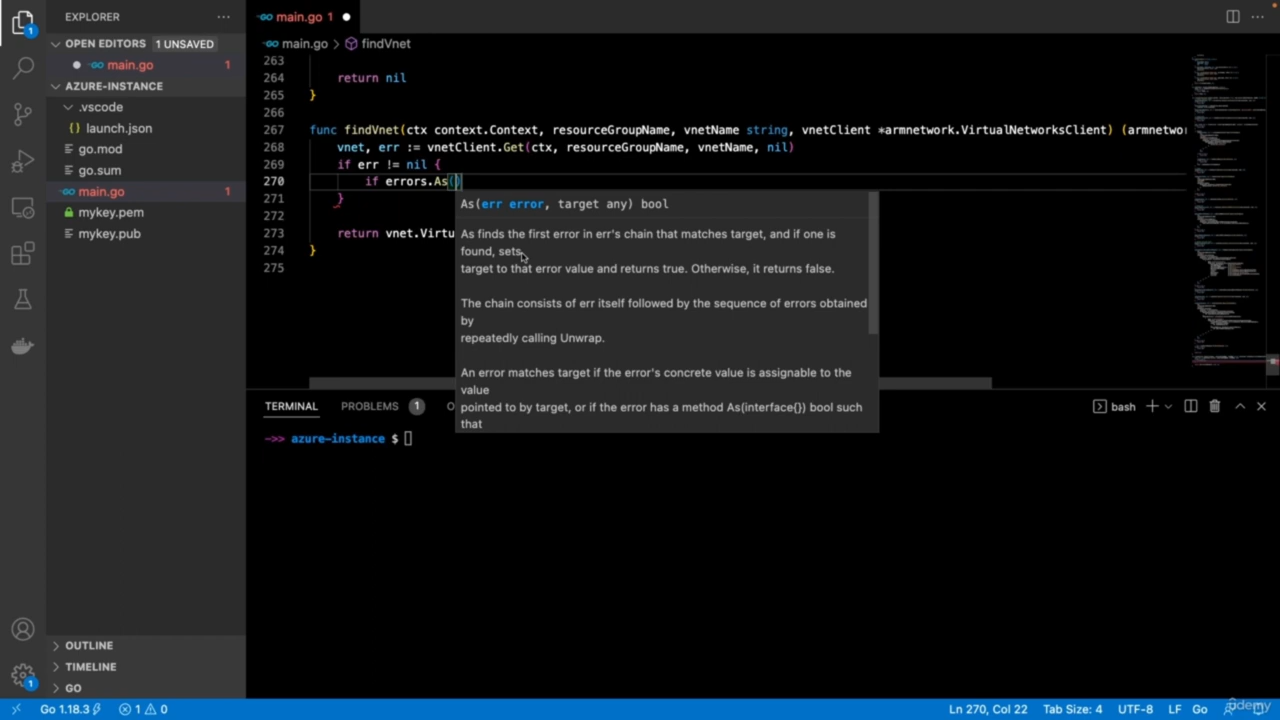 EXPLORER
OPEN EDITORS 1 UNSAVED
main.go 1
AZURE-INSTANCE
.vscode
launch.json
go.mod
go.sum
main.go 1
mykey.pem
mykey.pub
OUTLINE
TIMELINE
GO
1
1
main.go 1
main.go > findVnet
263
264 return nil
265 }
266
267 func findVnet(ctx context.Context, resourceGroupName, vnetName string, vnetClient *armnetwork.VirtualNetworksClient) (armnetwor
268 vnet, err := vnetClient.Get(ctx, resourceGroupName, vnetName, nil)
269 if err != nil {
270 if errors.As()
271 }
272
273 return vnet.Virtu
274 }
275
As(err error, target any) bool
As finds the first error in err's chain that matches target, and if one is
found, sets
target to that error value and returns true. Otherwise, it returns false.
The chain consists of err itself followed by the sequence of errors obtained
by
repeatedly calling Unwrap.
An error matches target if the error's concrete value is assignable to the
value
pointed to by target, or if the error has a method As(interface{}) bool such
that
TERMINAL PROBLEMS 1 O
bash
->> azure-instance $
Go 1.18.3 1 0
Ln 270, Col 22 Tab Size: 4 UTF-8 LF Go
ûdemy